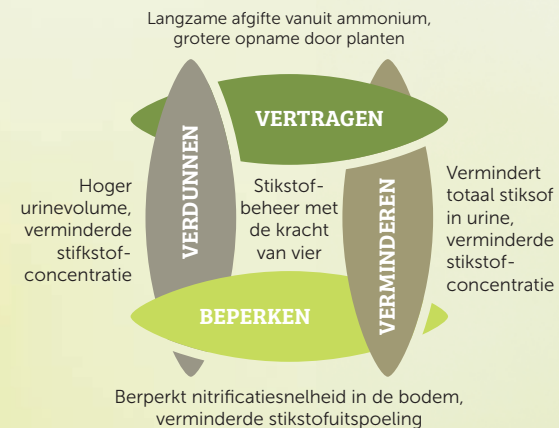 Langzame afgifte vanuit ammonium,
grotere opname door planten
VERTRAGEN
VERDUNNEN
Hoger
urinevolume,
verminderde
stifkstof-
concentratie
Stikstof-
beheer met
de kracht
van vier
VERMINDEREN
Vermindert
totaal stiksof
in urine,
verminderde
stikstof-
concentratie
BEPERKEN
Berperkt nitrificatiesnelheid in de bodem,
verminderde stikstofuitspoeling